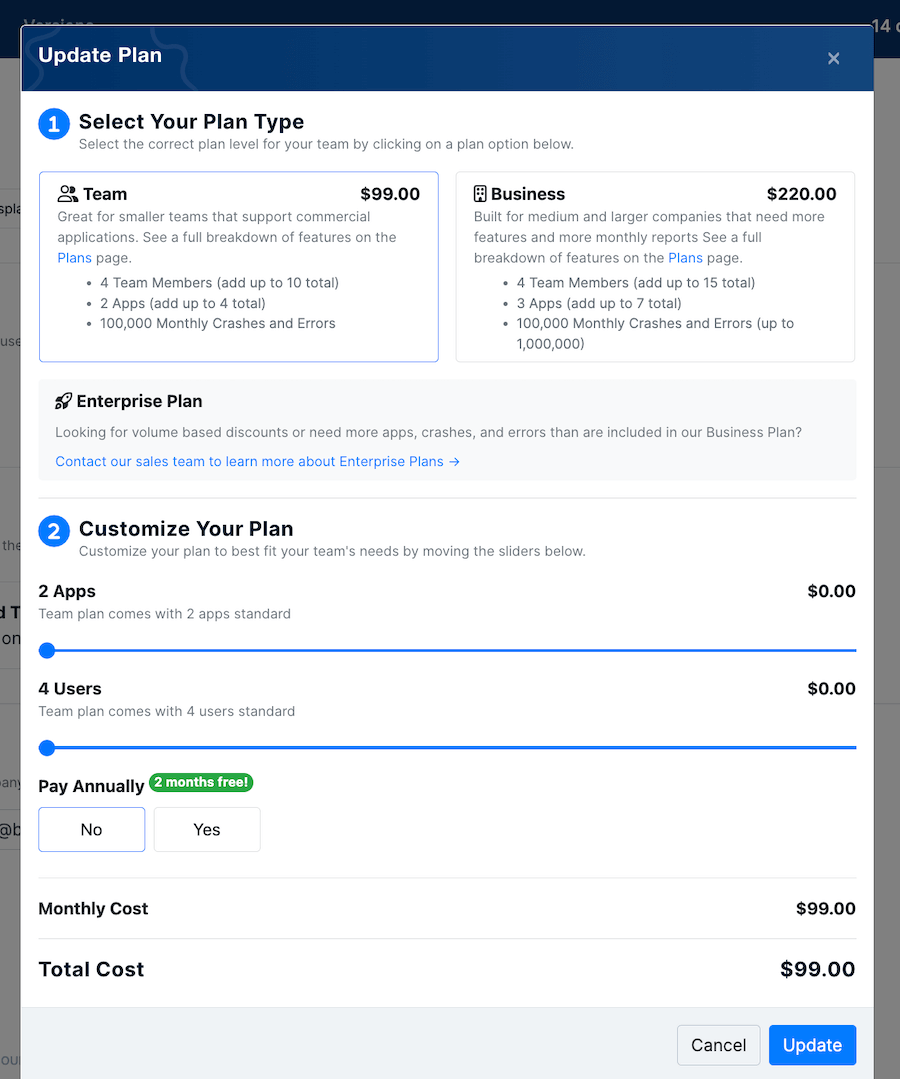 Versions
14
Update Plan
×
1 Select Your Plan Type
Select the correct plan level for your team by clicking on a plan option below.
Team $99.00
Great for smaller teams that support commercial
applications. See a full breakdown of features on the
Plans page.
• 4 Team Members (add up to 10 total)
• 2 Apps (add up to 4 total)
• 100,000 Monthly Crashes and Errors
Business $220.00
Built for medium and larger companies that need more
features and more monthly reports See a full
breakdown of features on the Plans page.
• 4 Team Members (add up to 15 total)
• 3 Apps (add up to 7 total)
• 100,000 Monthly Crashes and Errors (up to
1,000,000)
Enterprise Plan
Looking for volume based discounts or need more apps, crashes, and errors than are included in our Business Plan?
Contact our sales team to learn more about Enterprise Plans →
2 Customize Your Plan
Customize your plan to best fit your team's needs by moving the sliders below.
2 Apps $0.00
Team plan comes with 2 apps standard
4 Users $0.00
Team plan comes with 4 users standard
Pay Annually 2 months free!
No Yes
Monthly Cost $99.00
Total Cost $99.00
Cancel Update